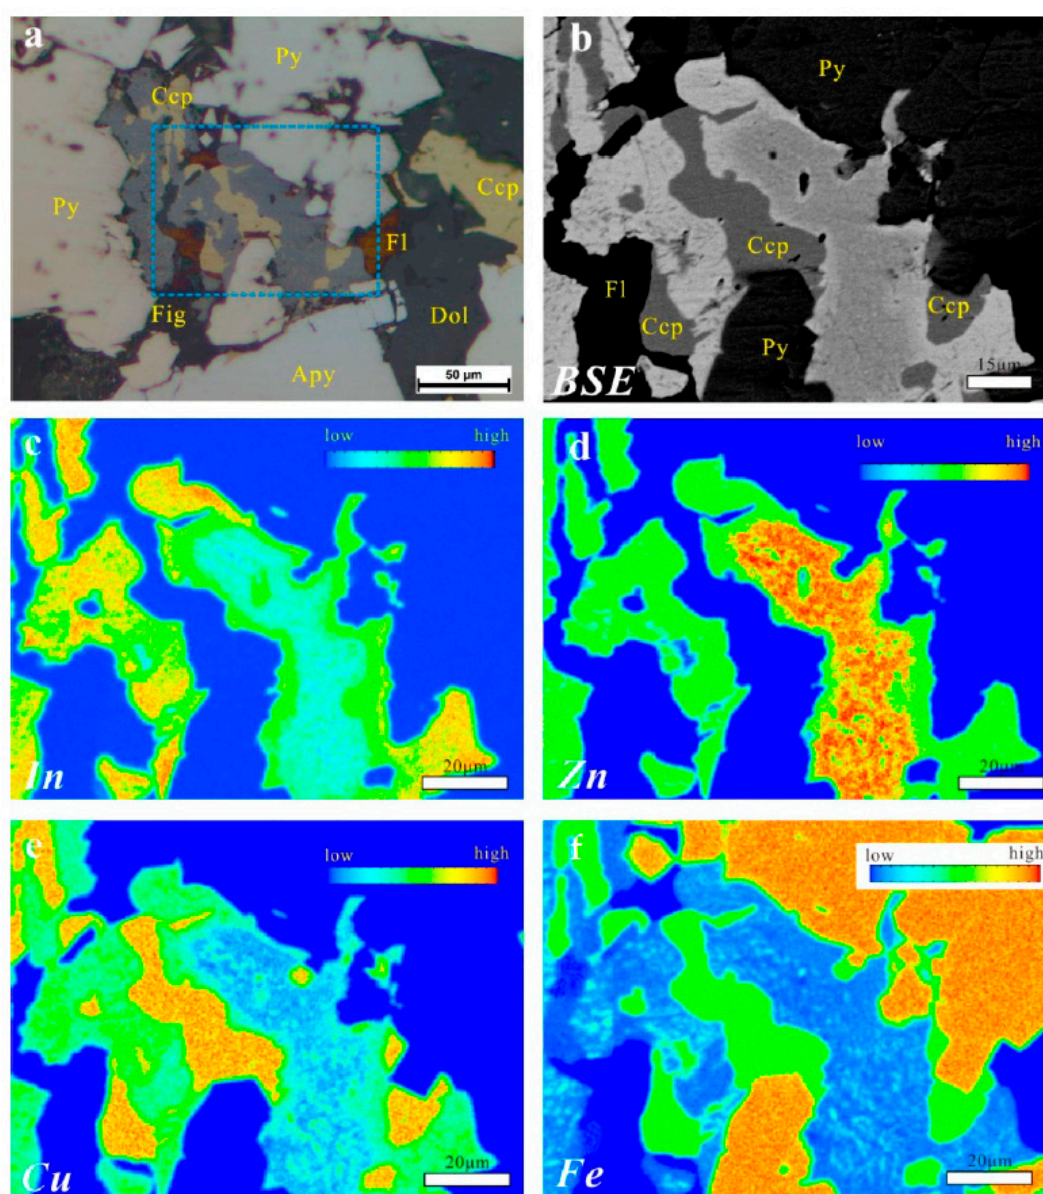 a
Py
Ccp
Ccp
Py
Fl
Fig
Dol
Apy
50 μm
b
Py
Ccp
Fl
Ccp
Ccp
Py
BSE
15μm
c
low high
In
20μm
d
low high
Zn
20μm
e
low high
Cu
20μm
f
low high
Fe
20μm